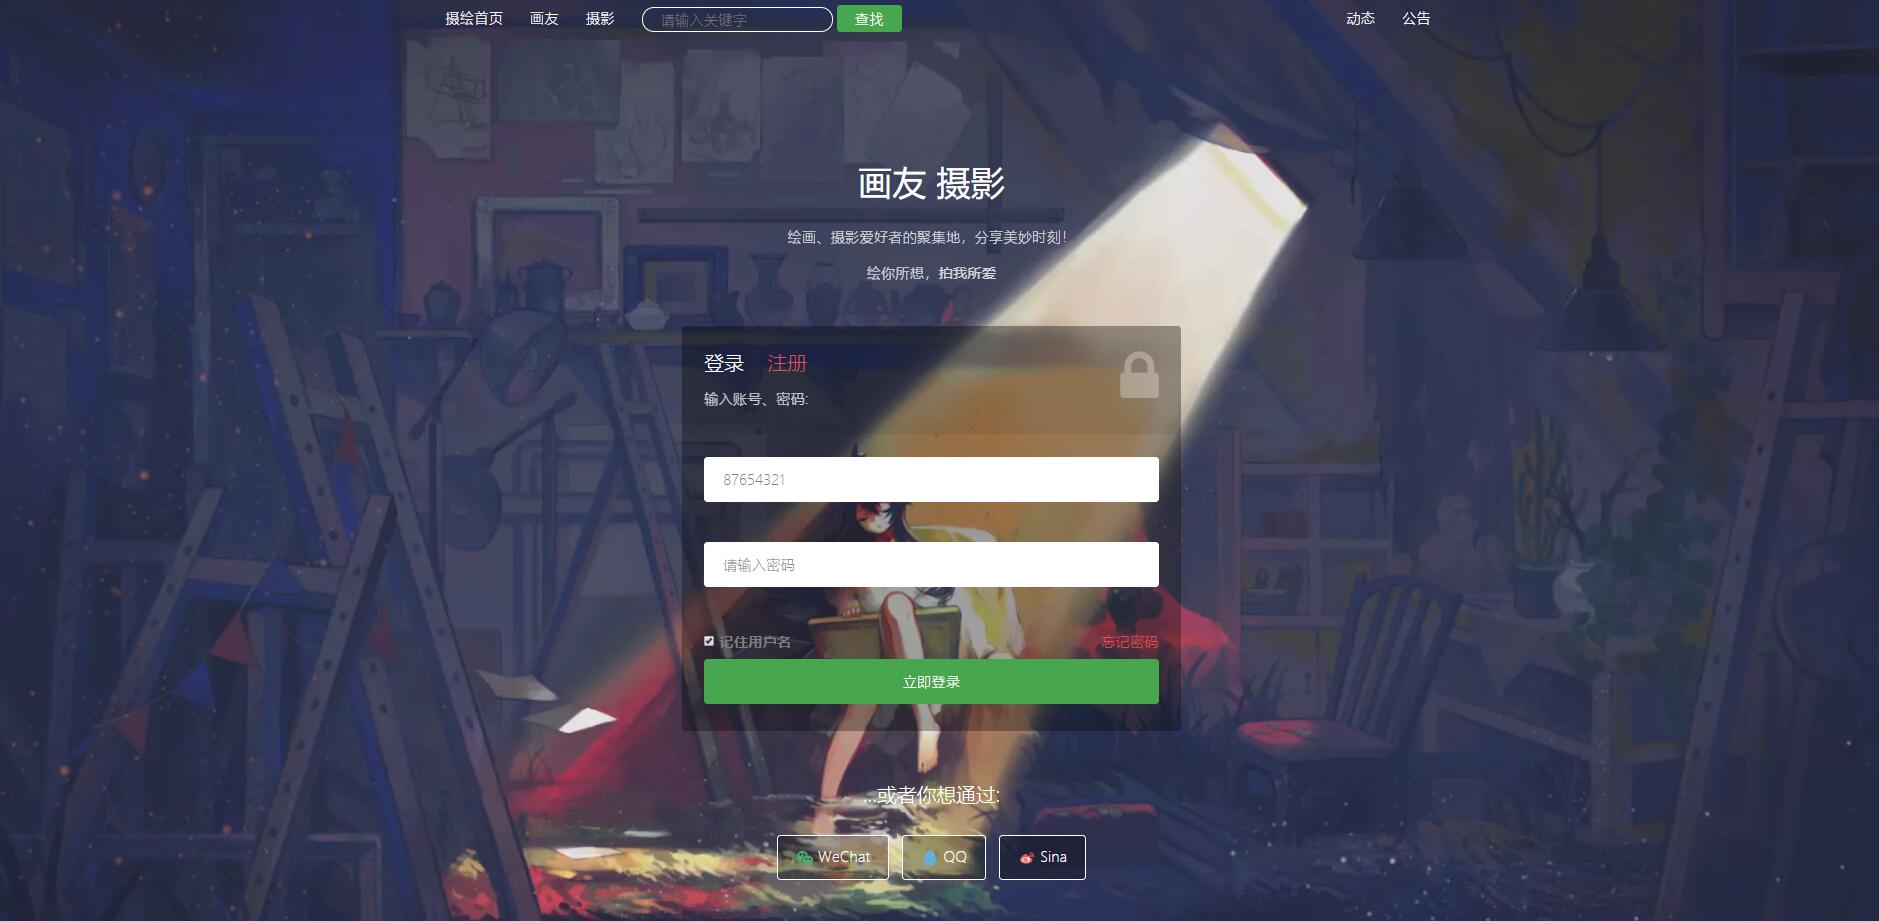 摄绘首页 画友 摄影 请输入关键字 查找 动态 公告
画友 摄影
绘画、摄影爱好者的聚集地，分享美妙时刻！
绘你所想，拍我所爱
登录 注册
输入账号、密码:
87654321
请输入密码
记住用户名 忘记密码
立即登录
...或者你想通过:
WeChat QQ Sina